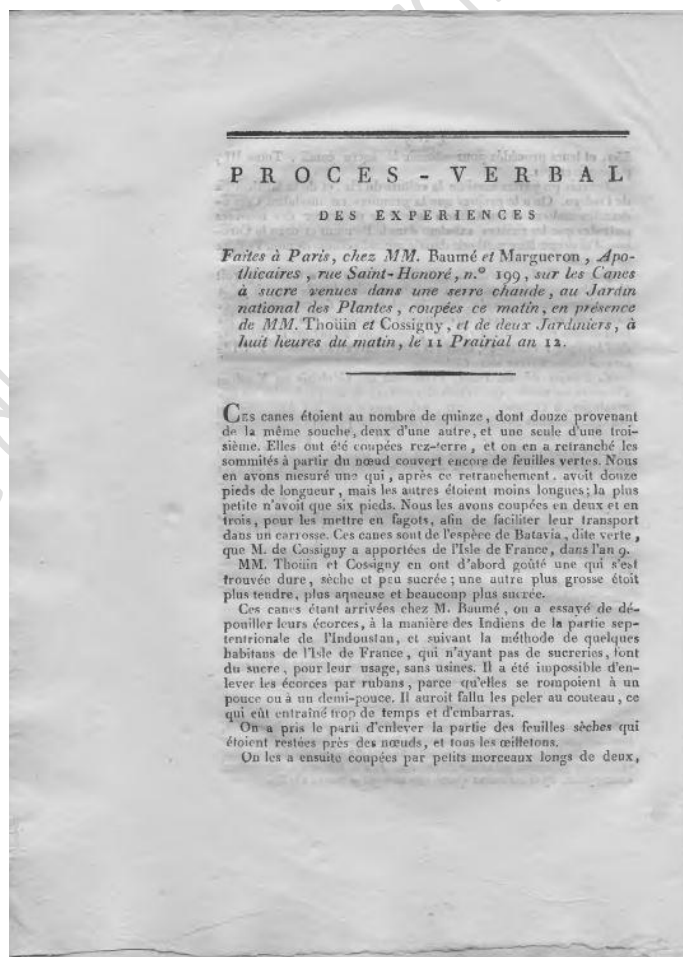 PROCES-VERBAL
DES EXPERIENCES
Faites à Paris, chez MM. Baumé et Margueron, Apo-
thicaires, rue Saint-Honoré, n.° 199, sur les Canes
à sucre venues dans une serre chaude, au Jardin
national des Plantes, coupées ce matin, en présence
de MM. Thoüin et Cossigny, et de deux Jardiniers, à
huit heures du matin, le 11 Prairial an 12.
CES canes étoient au nombre de quinze, dont douze provenant
de la même souche, deux d'une autre, et une seule d'une troi-
sième. Elles ont été coupées rez-terre, et on en a retranché les
sommités à partir du nœud couvert encore de feuilles vertes. Nous
en avons mesuré une qui, après ce retranchement, avoit douze
pieds de longueur, mais les autres étoient moins longues; la plus
petite n'avoit que six pieds. Nous les avons coupées en deux et en
trois, pour les mettre en fagots, afin de faciliter leur transport
dans un carrosse. Ces canes sont de l'espèce de Batavia, dite verte,
que M. de Cossigny a apportées de l'Isle de France, dans l'an 9.
MM. Thoüin et Cossigny en ont d'abord goûté une qui s'est
trouvée dure, sèche et peu sucrée; une autre plus grosse étoit
plus tendre, plus aqueuse et beaucoup plus sucrée.
Ces canes étant arrivées chez M. Baumé, on a essayé de dé-
pouiller leurs écorces, à la manière des Indiens de la partie sep-
tentrionale de l'Indoustan, et suivant la méthode de quelques
habitans de l'Isle de France, qui n'ayant pas de sucreries, font
du sucre, pour leur usage, sans usines. Il a été impossible d'en-
lever les écorces par rubans, parce qu'elles se rompoient à un
pouce ou à un demi-pouce. Il auroit fallu les peler au couteau, ce
qui eût entraîné trop de temps et d'embarras.
On a pris le parti d'enlever la partie des feuilles sèches qui
étoient restées près des nœuds, et tous les œilletons.
On les a ensuite coupées par petits morceaux longs de deux,